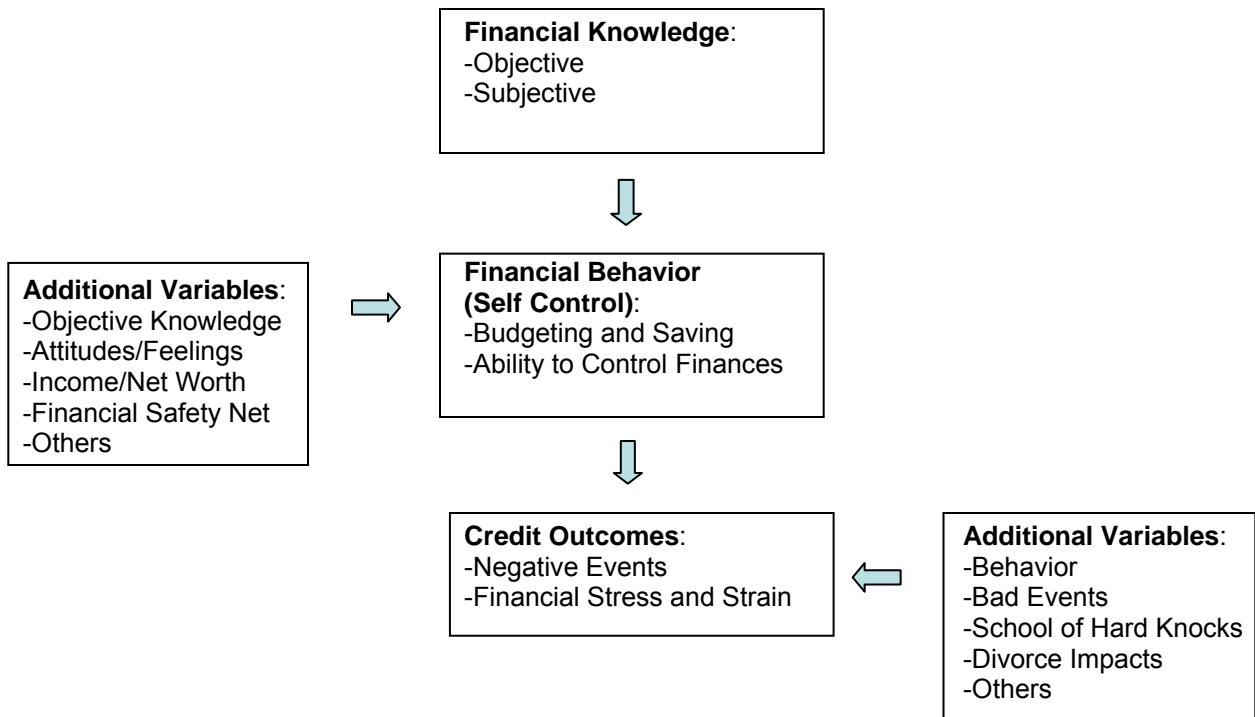 Financial Knowledge:
-Objective
-Subjective
Additional Variables:
-Objective Knowledge
-Attitudes/Feelings
-Income/Net Worth
-Financial Safety Net
-Others
Financial Behavior
(Self Control):
-Budgeting and Saving
-Ability to Control Finances
Credit Outcomes:
-Negative Events
-Financial Stress and Strain
Additional Variables:
-Behavior
-Bad Events
-School of Hard Knocks
-Divorce Impacts
-Others